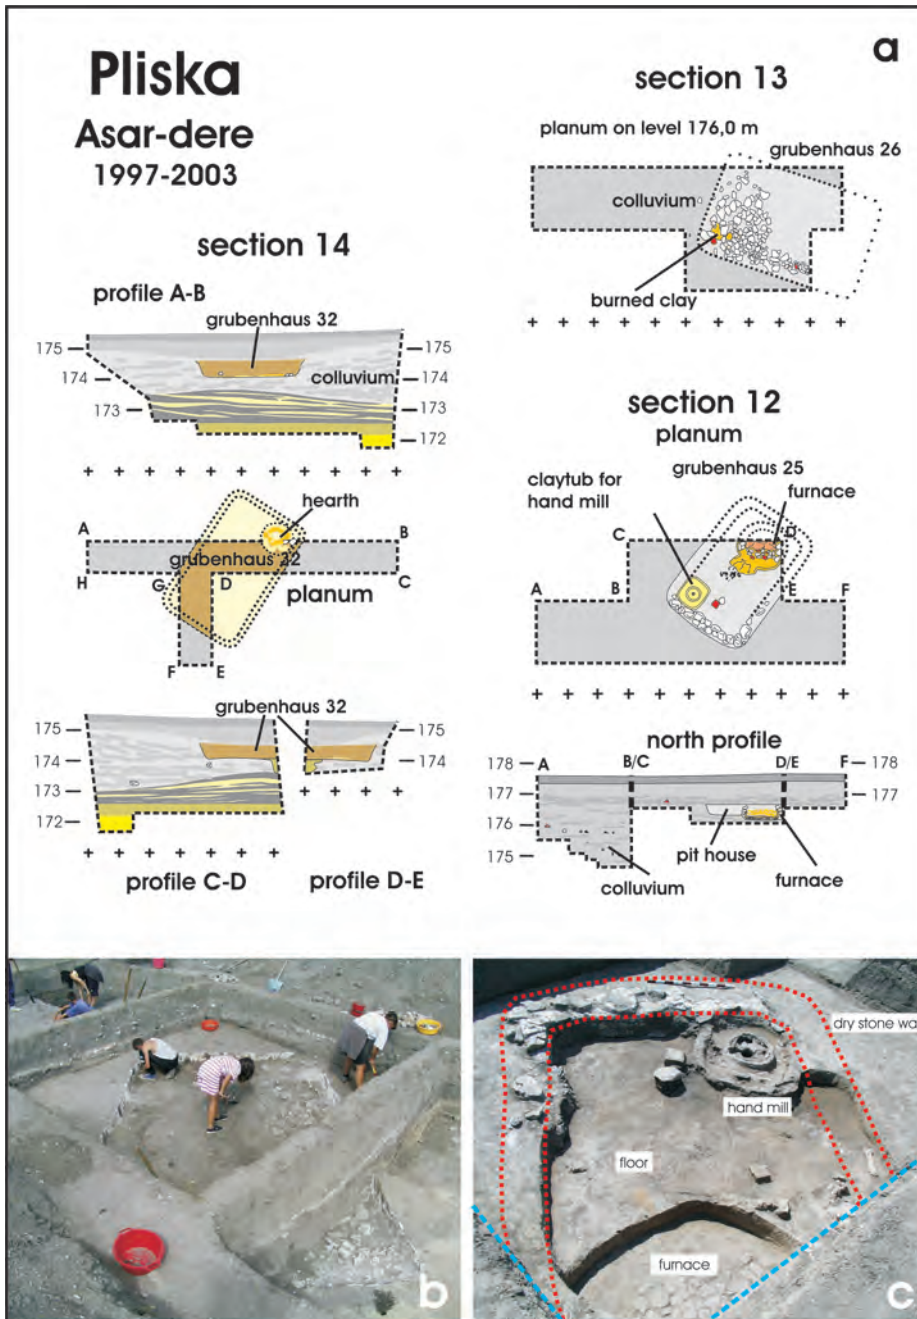 a
Pliska
Asar-dere
1997-2003
section 14
profile A-B
grubenhaus 32
175
175
174
colluvium
174
173
173
172
hearth
A
B
grubenhaus 22
H
G
D
C
planum
F
E
grubenhaus 32
175
175
174
174
173
172
profile C-D
profile D-E
section 13
planum on level 176,0 m
grubenhaus 26
colluvium
burned clay
section 12
planum
grubenhaus 25
claytub for
hand mill
furnace
C
D
A
B
E
F
north profile
178
A
B/C
D/E
F
178
177
177
176
175
pit house
colluvium
furnace
b
dry stone wa
hand mill
floor
furnace
c